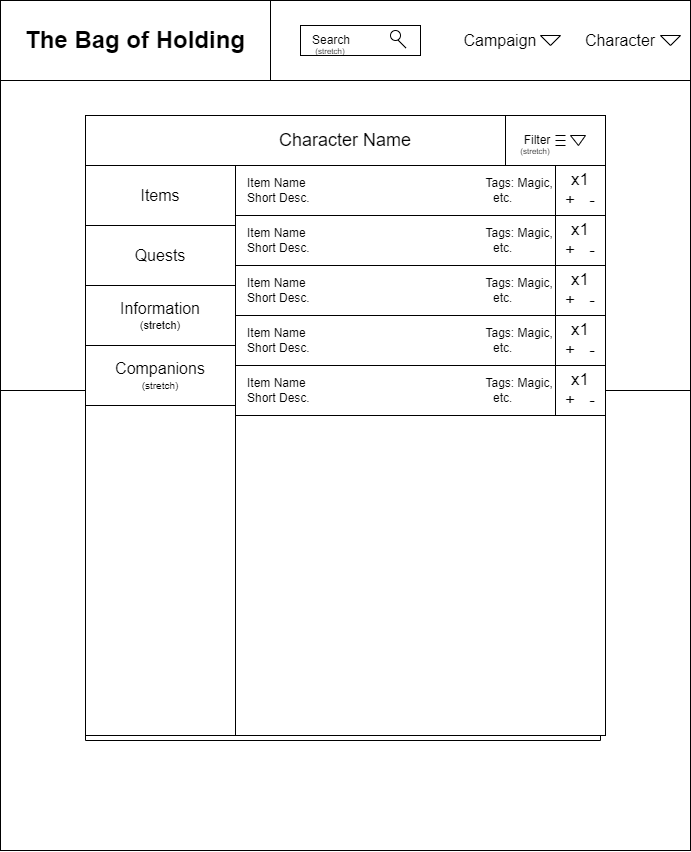 The Bag of Holding
Search
(stretch)
Campaign
Character
Character Name
Filter
(stretch)
Items
Quests
Information
(stretch)
Companions
(stretch)
Item Name
Short Desc.
Tags: Magic,
etc.
x1
+ -
Item Name
Short Desc.
Tags: Magic,
etc.
x1
+ -
Item Name
Short Desc.
Tags: Magic,
etc.
x1
+ -
Item Name
Short Desc.
Tags: Magic,
etc.
x1
+ -
Item Name
Short Desc.
Tags: Magic,
etc.
x1
+ -